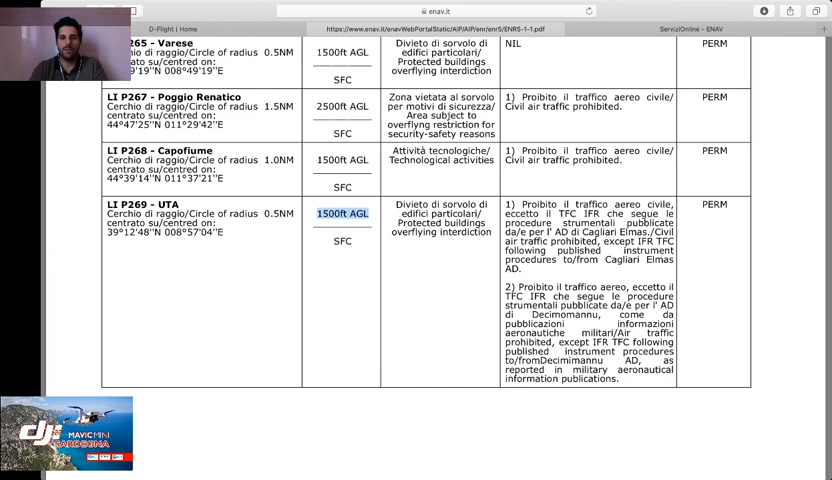 enav.it
D-Flight | Home
https://www.enav.it/enavWebPortalStatic/AIP/AIP/enr/enr5/ENR5-1-1.pdf
ServiziOnline - ENAV
P265 - Varese
Cerchio di raggio/Circle of radius 0.5NM
centrato su/centred on:
19'19''N 008°49'19''E
1500ft AGL
SFC
Divieto di sorvolo di
edifici particolari/
Protected buildings
overflying interdiction
NIL
PERM
LI P267 - Poggio Renatico
Cerchio di raggio/Circle of radius 1.5NM
centrato su/centred on:
44°47'25''N 011°29'42''E
2500ft AGL
SFC
Zona vietata al sorvolo
per motivi di sicurezza/
Area subject to
overflyng restriction for
security-safety reasons
1) Proibito il traffico aereo civile/
Civil air traffic prohibited.
PERM
LI P268 - Capofiume
Cerchio di raggio/Circle of radius 1.0NM
centrato su/centred on:
44°39'14''N 011°37'21''E
1500ft AGL
SFC
Attività tecnologiche/
Technological activities
1) Proibito il traffico aereo civile/
Civil air traffic prohibited.
PERM
LI P269 - UTA
Cerchio di raggio/Circle of radius 0.5NM
centrato su/centred on:
39°12'48''N 008°57'04''E
1500ft AGL
SFC
Divieto di sorvolo di
edifici particolari/
Protected buildings
overflying interdiction
1) Proibito il traffico aereo civile,
eccetto il TFC IFR che segue le
procedure strumentali pubblicate
da/e per l' AD di Cagliari Elmas./Civil
air traffic prohibited, except IFR TFC
following published instrument
procedures to/from Cagliari Elmas
AD.
2) Proibito il traffico aereo, eccetto il
TFC IFR che segue le procedure
strumentali pubblicate da/e per l' AD
di Decimomannu, come da
pubblicazioni informazioni
aeronautiche militari/Air traffic
prohibited, except IFR TFC following
published instrument procedures
to/fromDecimimannu AD, as
reported in military aeronautical
information publications.
PERM
dji
MAVIC MINI
SARDEGNA